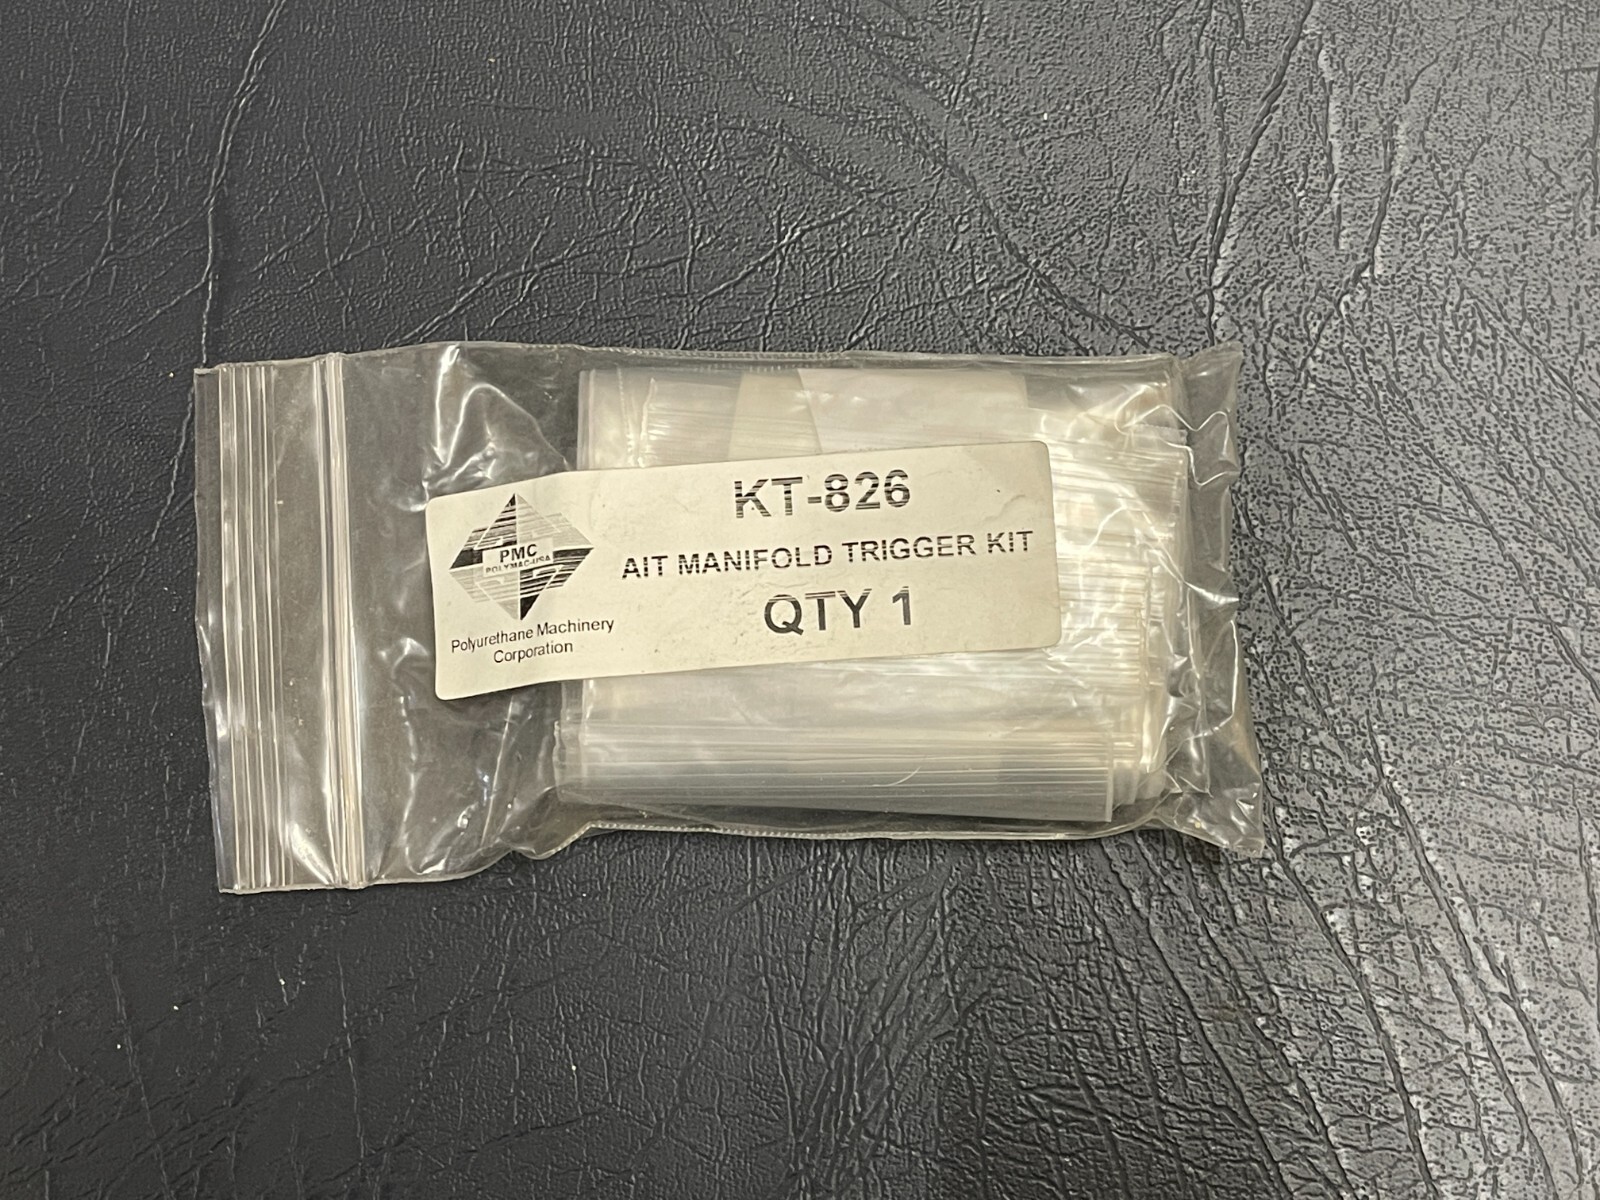 KT-826
AIT MANIFOLD TRIGGER KIT
QTY 1
PMC
POLYMAC-USA
Polyurethane Machinery
Corporation